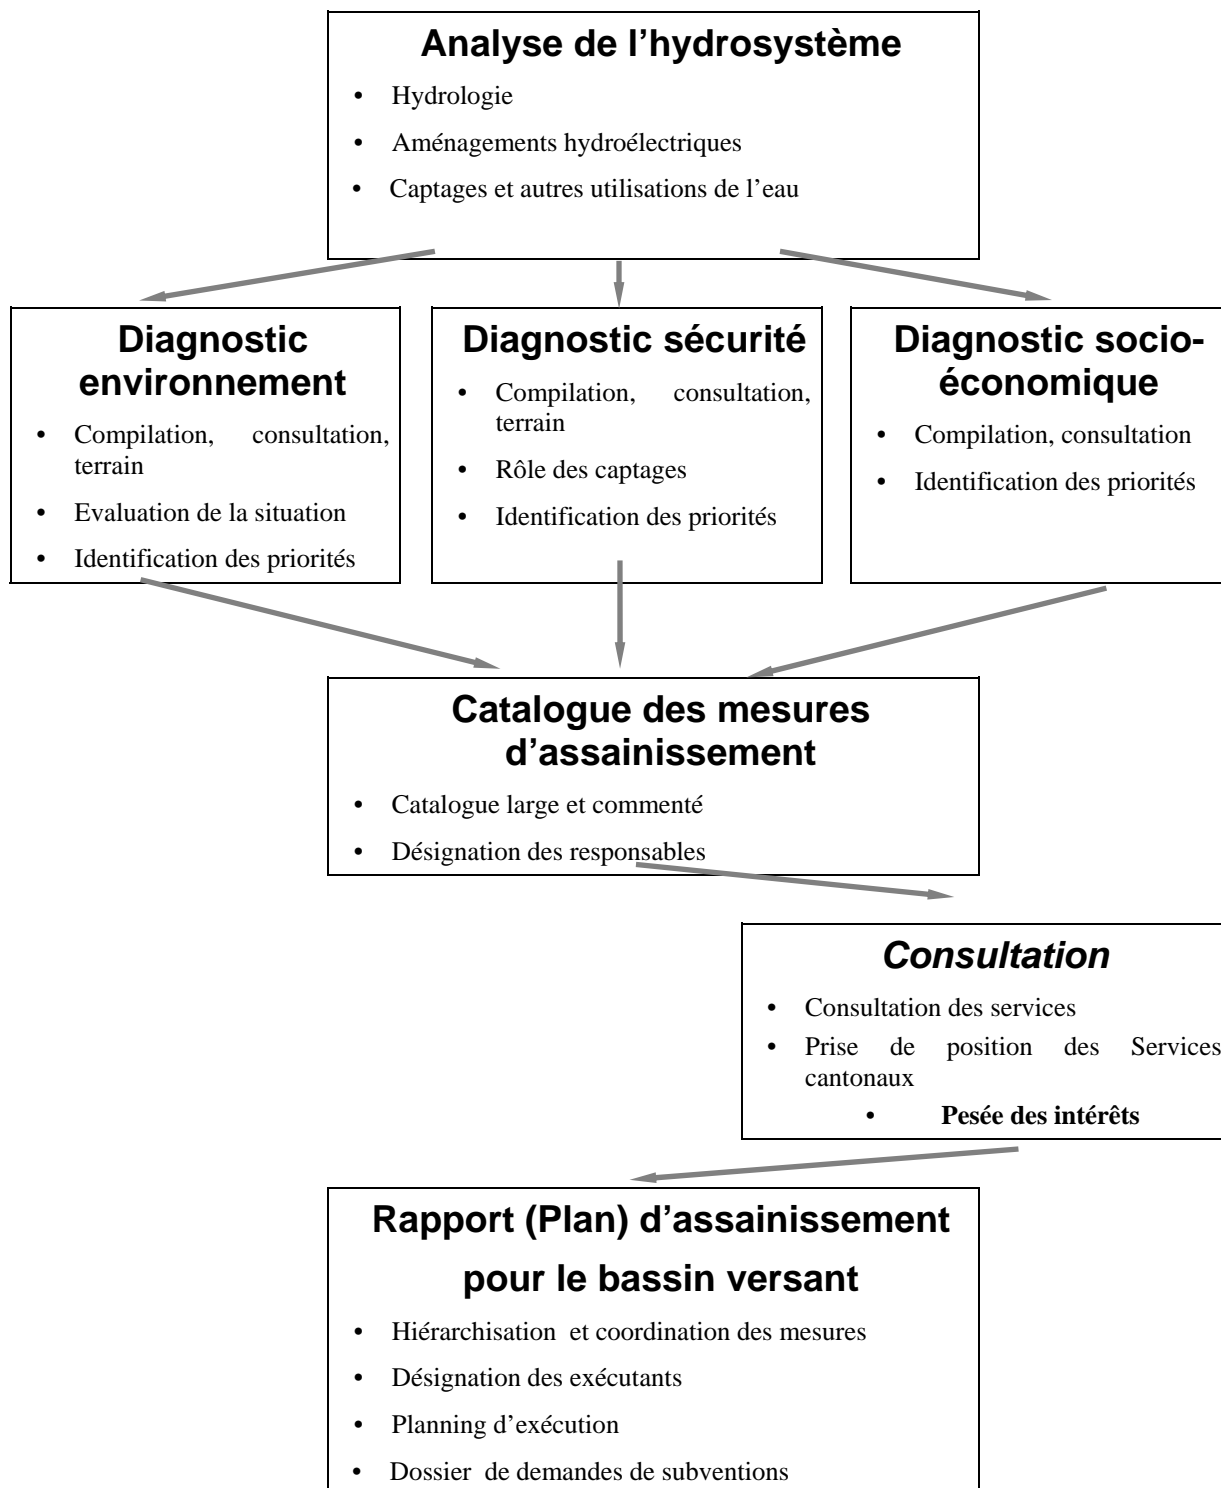 Analyse de l’hydrosystème
• Hydrologie
• Aménagements hydroélectriques
• Captages et autres utilisations de l’eau
Diagnostic
environnement
• Compilation, consultation,
terrain
• Evaluation de la situation
• Identification des priorités
Diagnostic sécurité
• Compilation, consultation,
terrain
• Rôle des captages
• Identification des priorités
Diagnostic socio-
économique
• Compilation, consultation
• Identification des priorités
Catalogue des mesures
d’assainissement
• Catalogue large et commenté
• Désignation des responsables
Consultation
• Consultation des services
• Prise de position des Services
cantonaux
• Pesée des intérêts
Rapport (Plan) d’assainissement
pour le bassin versant
• Hiérarchisation et coordination des mesures
• Désignation des exécutants
• Planning d’exécution
• Dossier de demandes de subventions